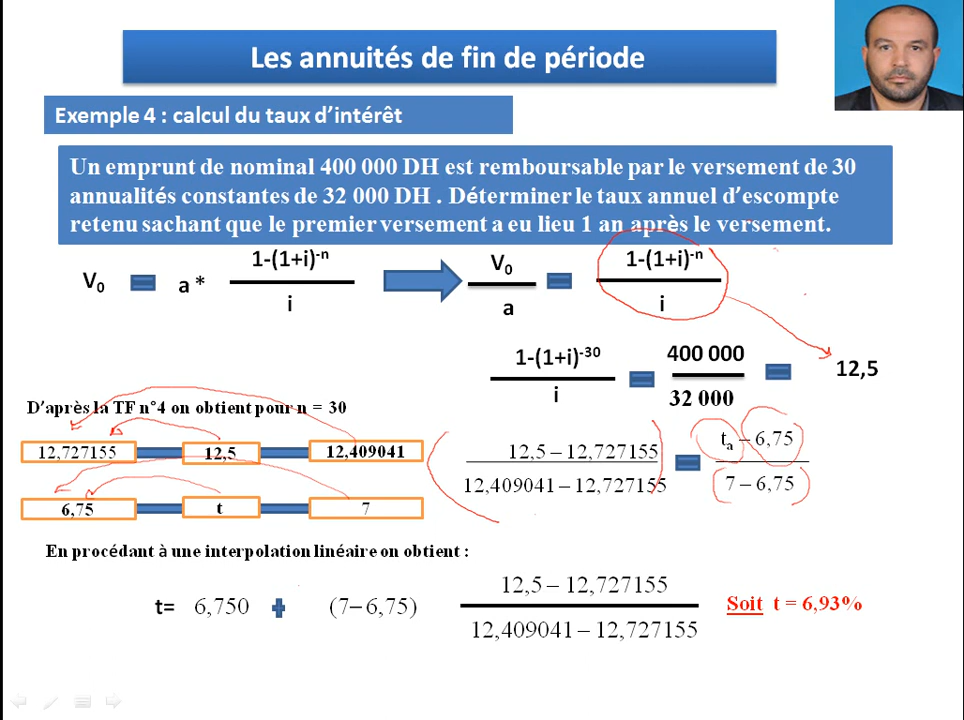 Les annuités de fin de période
Exemple 4 : calcul du taux d’intérêt
Un emprunt de nominal 400 000 DH est remboursable par le versement de 30
annualités constantes de 32 000 DH . Déterminer le taux annuel d’escompte
retenu sachant que le premier versement a eu lieu 1 an après le versement.
V₀ = a * 1-(1+i)⁻ⁿ / i
V₀ / a = 1-(1+i)⁻ⁿ / i
1-(1+i)⁻³⁰ / i = 400 000 / 32 000 = 12,5
D’après la TF n°4 on obtient pour n = 30
12,727155 12,5 12,409041
6,75 t 7
12,5 – 12,727155 / 12,409041 – 12,727155 = tₐ – 6,75 / 7 – 6,75
En procédant à une interpolation linéaire on obtient :
t= 6,750 + (7– 6,75) 12,5 – 12,727155 / 12,409041 – 12,727155
Soit t = 6,93%